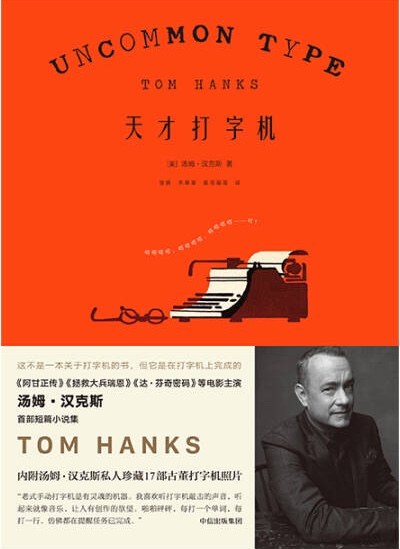 UNCOMMON TYPE
TOM HANKS
天才打字机
[美] 汤姆·汉克斯 著
译
这不是一本关于打字机的书，但它是在打字机上完成的
《阿甘正传》《拯救大兵瑞恩》《达·芬奇密码》等电影主演
汤姆·汉克斯
首部短篇小说集
TOM HANKS
内附汤姆·汉克斯私人珍藏17部古董打字机照片
“老式手动打字机是有灵魂的机器。我喜欢听打字机敲击的声音，听
起来就像音乐，让人有创作的欲望。啪啪砰砰，每打一个单词，每
打一行，仿佛都在提醒任务已完成。”
中信出版集团